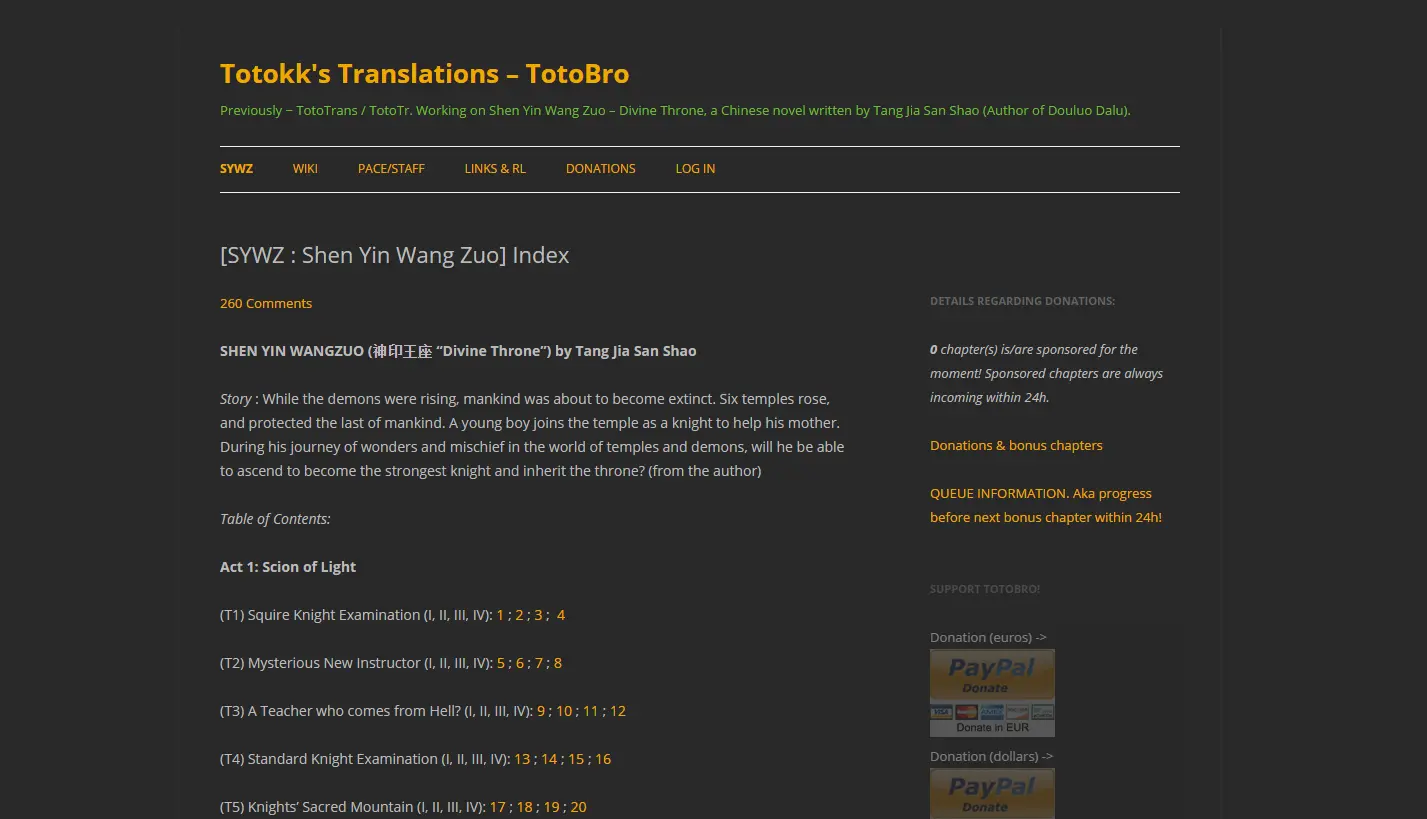 Totokk's Translations – TotoBro
Previously ~ TotoTrans / TotoTr. Working on Shen Yin Wang Zuo – Divine Throne, a Chinese novel written by Tang Jia San Shao (Author of Douluo Dalu).
SYWZ WIKI PACE/STAFF LINKS & RL DONATIONS LOG IN
[SYWZ : Shen Yin Wang Zuo] Index
260 Comments
SHEN YIN WANGZUO (神印王座 “Divine Throne”) by Tang Jia San Shao
Story : While the demons were rising, mankind was about to become extinct. Six temples rose,
and protected the last of mankind. A young boy joins the temple as a knight to help his mother.
During his journey of wonders and mischief in the world of temples and demons, will he be able
to ascend to become the strongest knight and inherit the throne? (from the author)
Table of Contents:
Act 1: Scion of Light
(T1) Squire Knight Examination (I, II, III, IV): 1 ; 2 ; 3 ; 4
(T2) Mysterious New Instructor (I, II, III, IV): 5 ; 6 ; 7 ; 8
(T3) A Teacher who comes from Hell? (I, II, III, IV): 9 ; 10 ; 11 ; 12
(T4) Standard Knight Examination (I, II, III, IV): 13 ; 14 ; 15 ; 16
(T5) Knights’ Sacred Mountain (I, II, III, IV): 17 ; 18 ; 19 ; 20
DETAILS REGARDING DONATIONS:
0 chapter(s) is/are sponsored for the
moment! Sponsored chapters are always
incoming within 24h.
Donations & bonus chapters
QUEUE INFORMATION. Aka progress
before next bonus chapter within 24h!
SUPPORT TOTOBRO!
Donation (euros) ->
PayPal
Donate
VISA
Donate in EUR
Donation (dollars) ->
PayPal
Donate